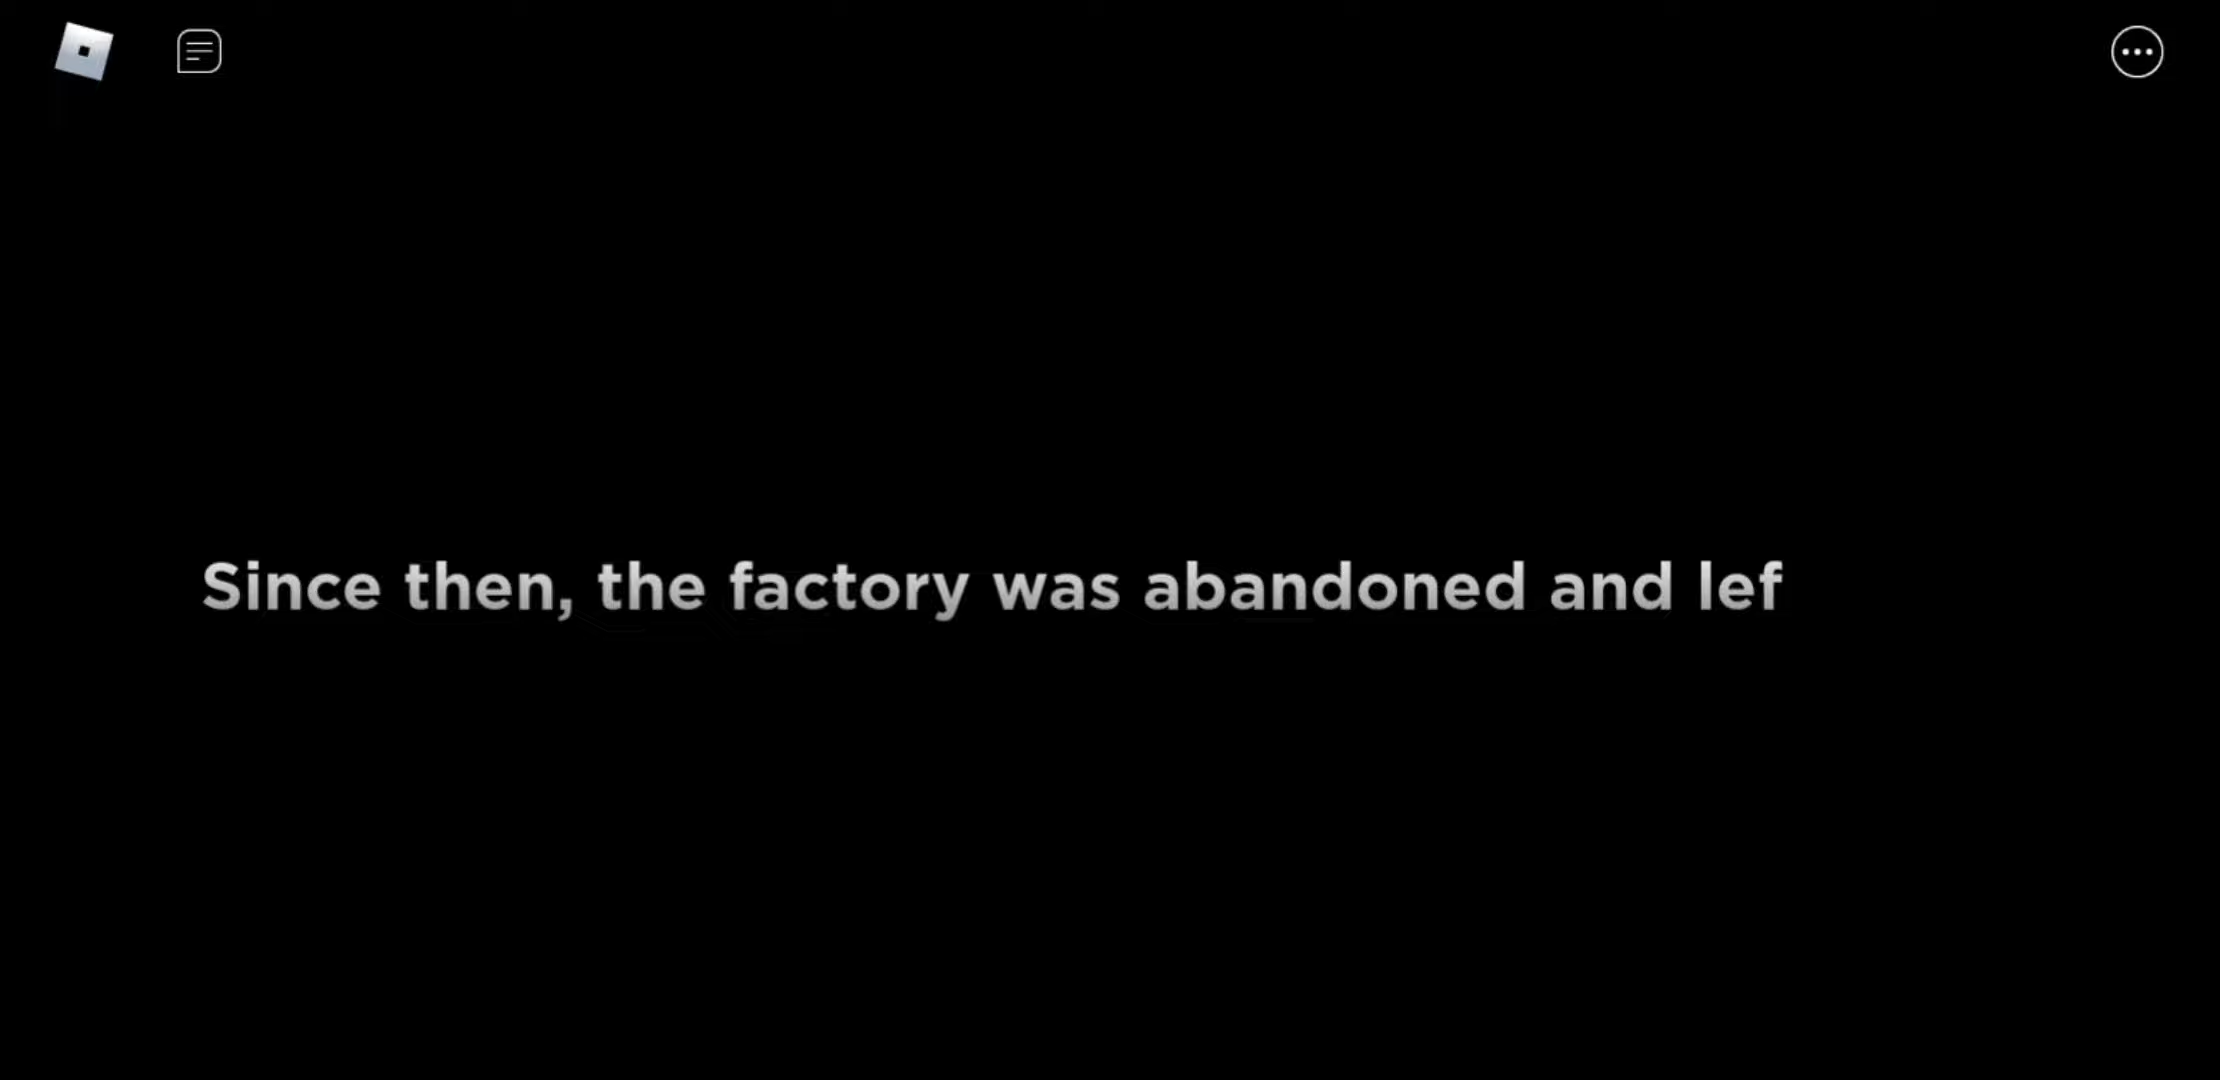 Since then, the factory was abandoned and lef